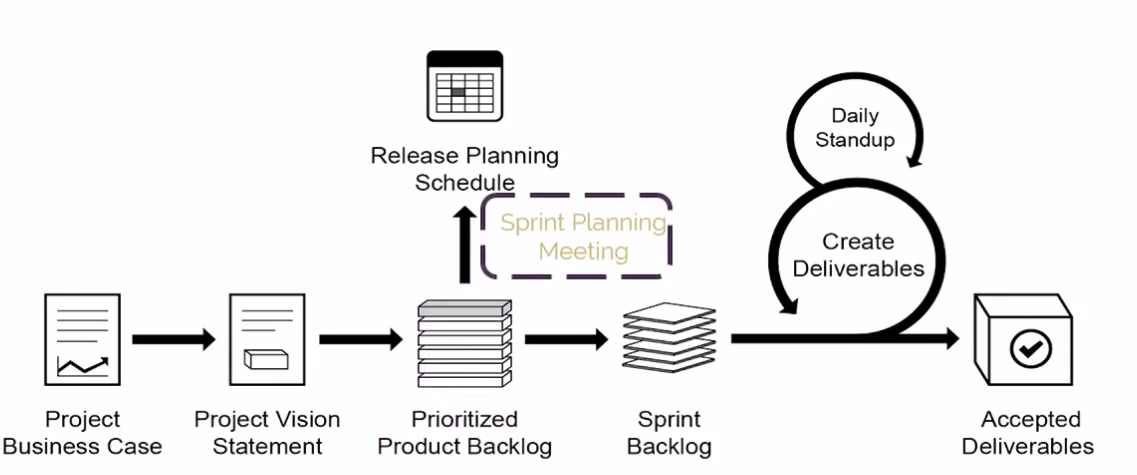 Daily
Standup
Release Planning
Schedule
Sprint Planning
Meeting
Create
Deliverables
Project
Business Case
Project Vision
Statement
Prioritized
Product Backlog
Sprint
Backlog
Accepted
Deliverables